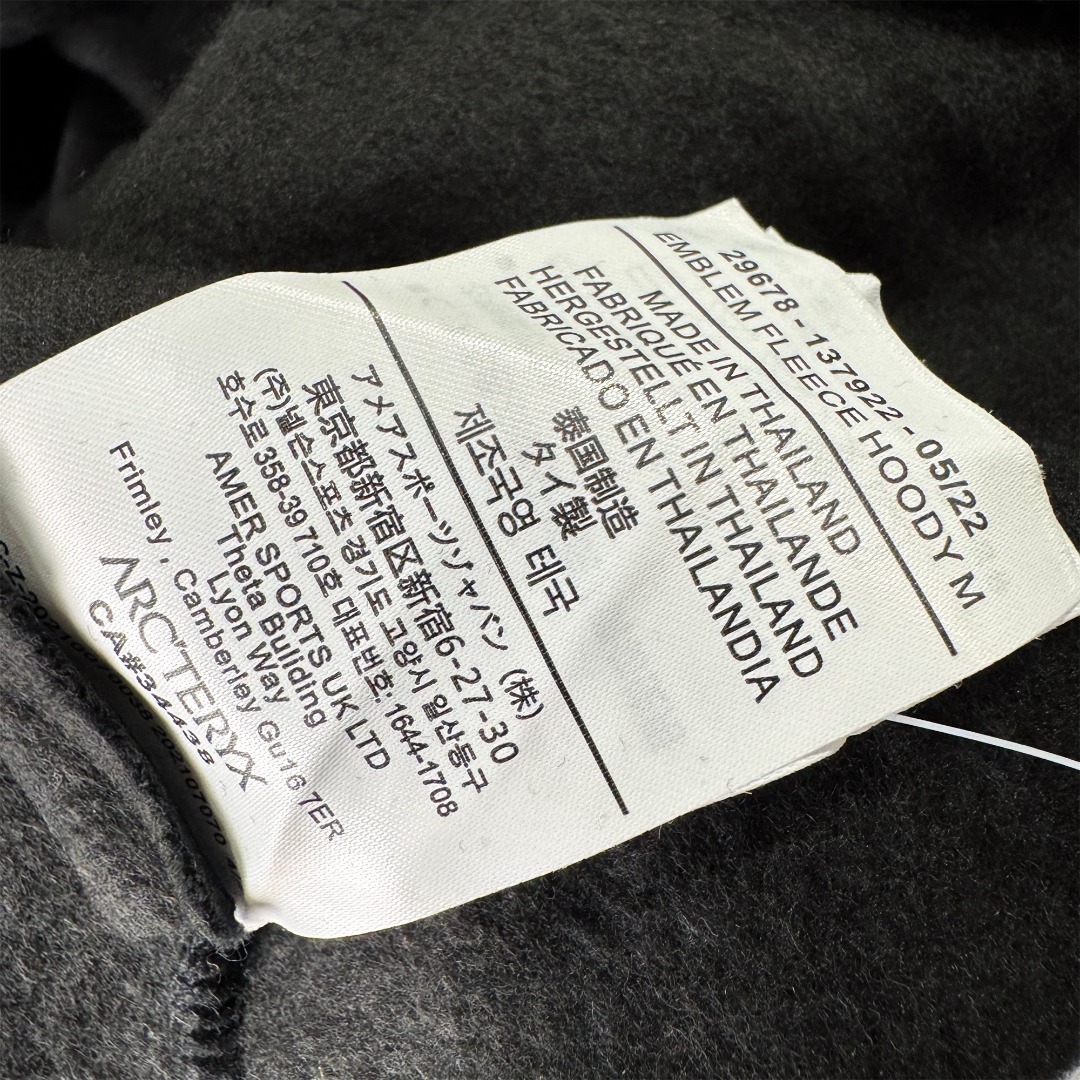 29678 - 137922 - 05/22
EMBLEM FLEECE HOODY M
MADE IN THAILAND
FABRIQUÉ EN THAILANDE
HERGESTELLT IN THAILAND
FABRICADO EN THAILANDIA
泰国制造
タイ製
제조국명 태국
アメアスポーツジャパン (株)
東京都新宿区新宿6-27-30
(주)넬슨스포츠 경기도 고양시 일산동구
호수로 358-39 710호 대표번호: 1644-1708
AMER SPORTS UK LTD
Theta Building
Lyon Way
Frimley, Camberley Gu16 7ER
ARC'TERYX
CA#34438